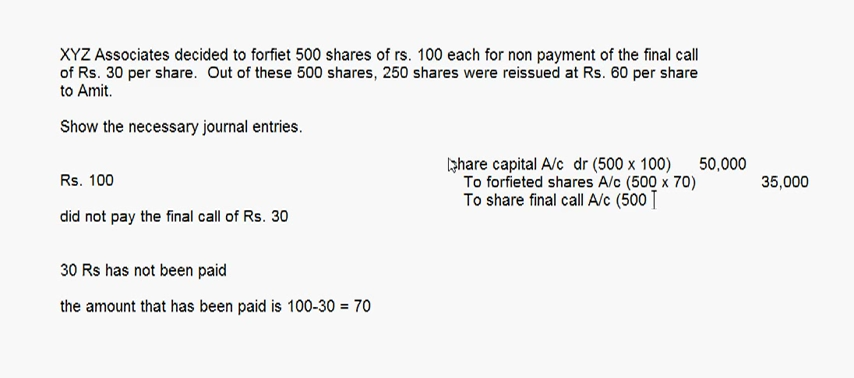 XYZ Associates decided to forfiet 500 shares of rs. 100 each for non payment of the final call
of Rs. 30 per share. Out of these 500 shares, 250 shares were reissued at Rs. 60 per share
to Amit.
Show the necessary journal entries.
Rs. 100
did not pay the final call of Rs. 30
30 Rs has not been paid
the amount that has been paid is 100-30 = 70
share capital A/c dr (500 x 100) 50,000
To forfieted shares A/c (500 x 70) 35,000
To share final call A/c (500